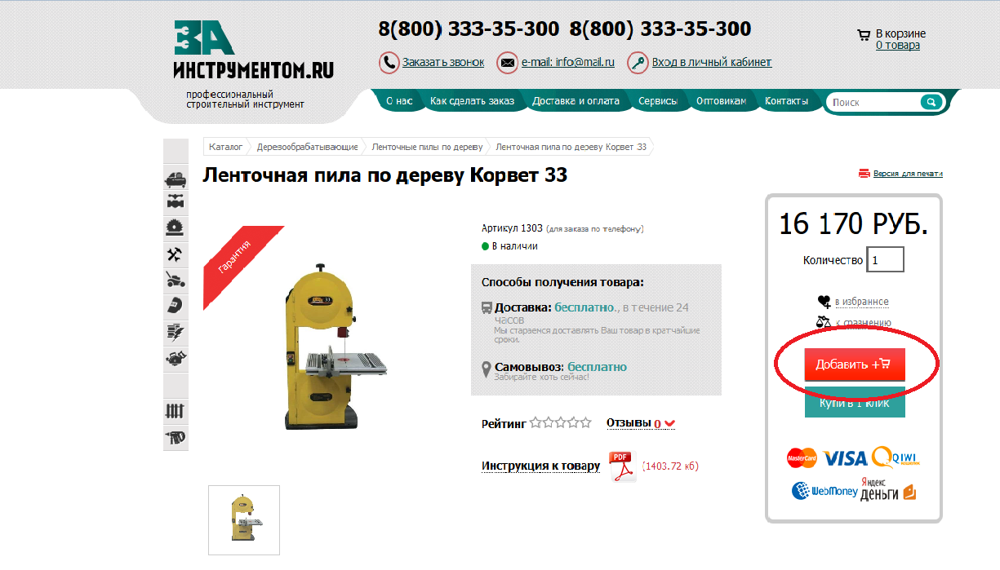 ЗА
ИНСТРУМЕНТОМ.RU
профессиональный
строительный инструмент
8(800) 333-35-300 8(800) 333-35-300
Заказать звонок e-mail: info@mail.ru Вход в личный кабинет
В корзине
0 товара
О нас Как сделать заказ Доставка и оплата Сервисы Оптовикам Контакты Поиск
Каталог Деревообрабатывающие Ленточные пилы по дереву Ленточная пила по дереву Корвет 33
Ленточная пила по дереву Корвет 33
Версия для печати
Гарантия
Артикул 1303 (для заказа по телефону)
В наличии
Способы получения товара:
Доставка: бесплатно., в течение 24
часов
Мы стараемся доставлять Ваш товар в кратчайшие
сроки.
Самовывоз: бесплатно
Забирайте хоть сейчас!
Рейтинг Отзывы 0
Инструкция к товару PDF (1403.72 кб)
16 170 РУБ.
Количество 1
в избранное
к сравнению
Добавить +
Купи в 1 клик
MasterCard VISA QIWI КОШЕЛЕК
WebMoney Яндекс деньги